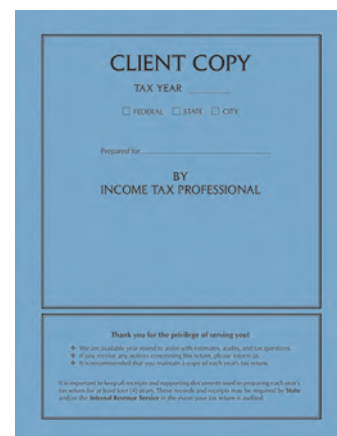 CLIENT COPY
TAX YEAR
FEDERAL STATE CITY
Prepared for
BY
INCOME TAX PROFESSIONAL
Thank you for the privilege of serving you!
We are available year round to assist with estimates, audits, and tax questions.
If you receive any notices concerning this return, please inform us.
It is recommended that you maintain a copy of each year's tax return.
It is important to keep all receipts and supporting documents used in preparing each year's
tax return for at least four (4) years. These records and receipts may be required by State
and/or the Internal Revenue Service in the event your tax return is audited.